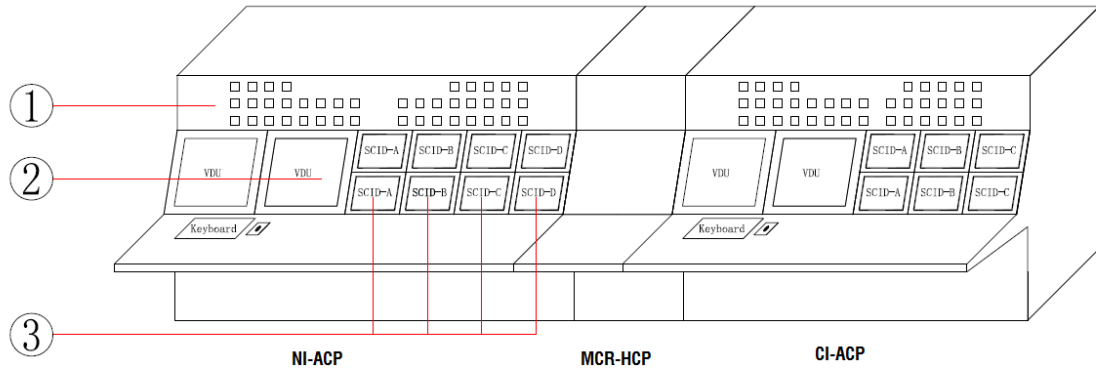 ①
VDU VDU SCID-A SCID-B SCID-C SCID-D VDU VDU SCID-A SCID-B SCID-C
②
SCID-A SCID-B SCID-C SCID-D SCID-A SCID-B SCID-C
Keyboard Keyboard
③
NI-ACP MCR-HCP CI-ACP